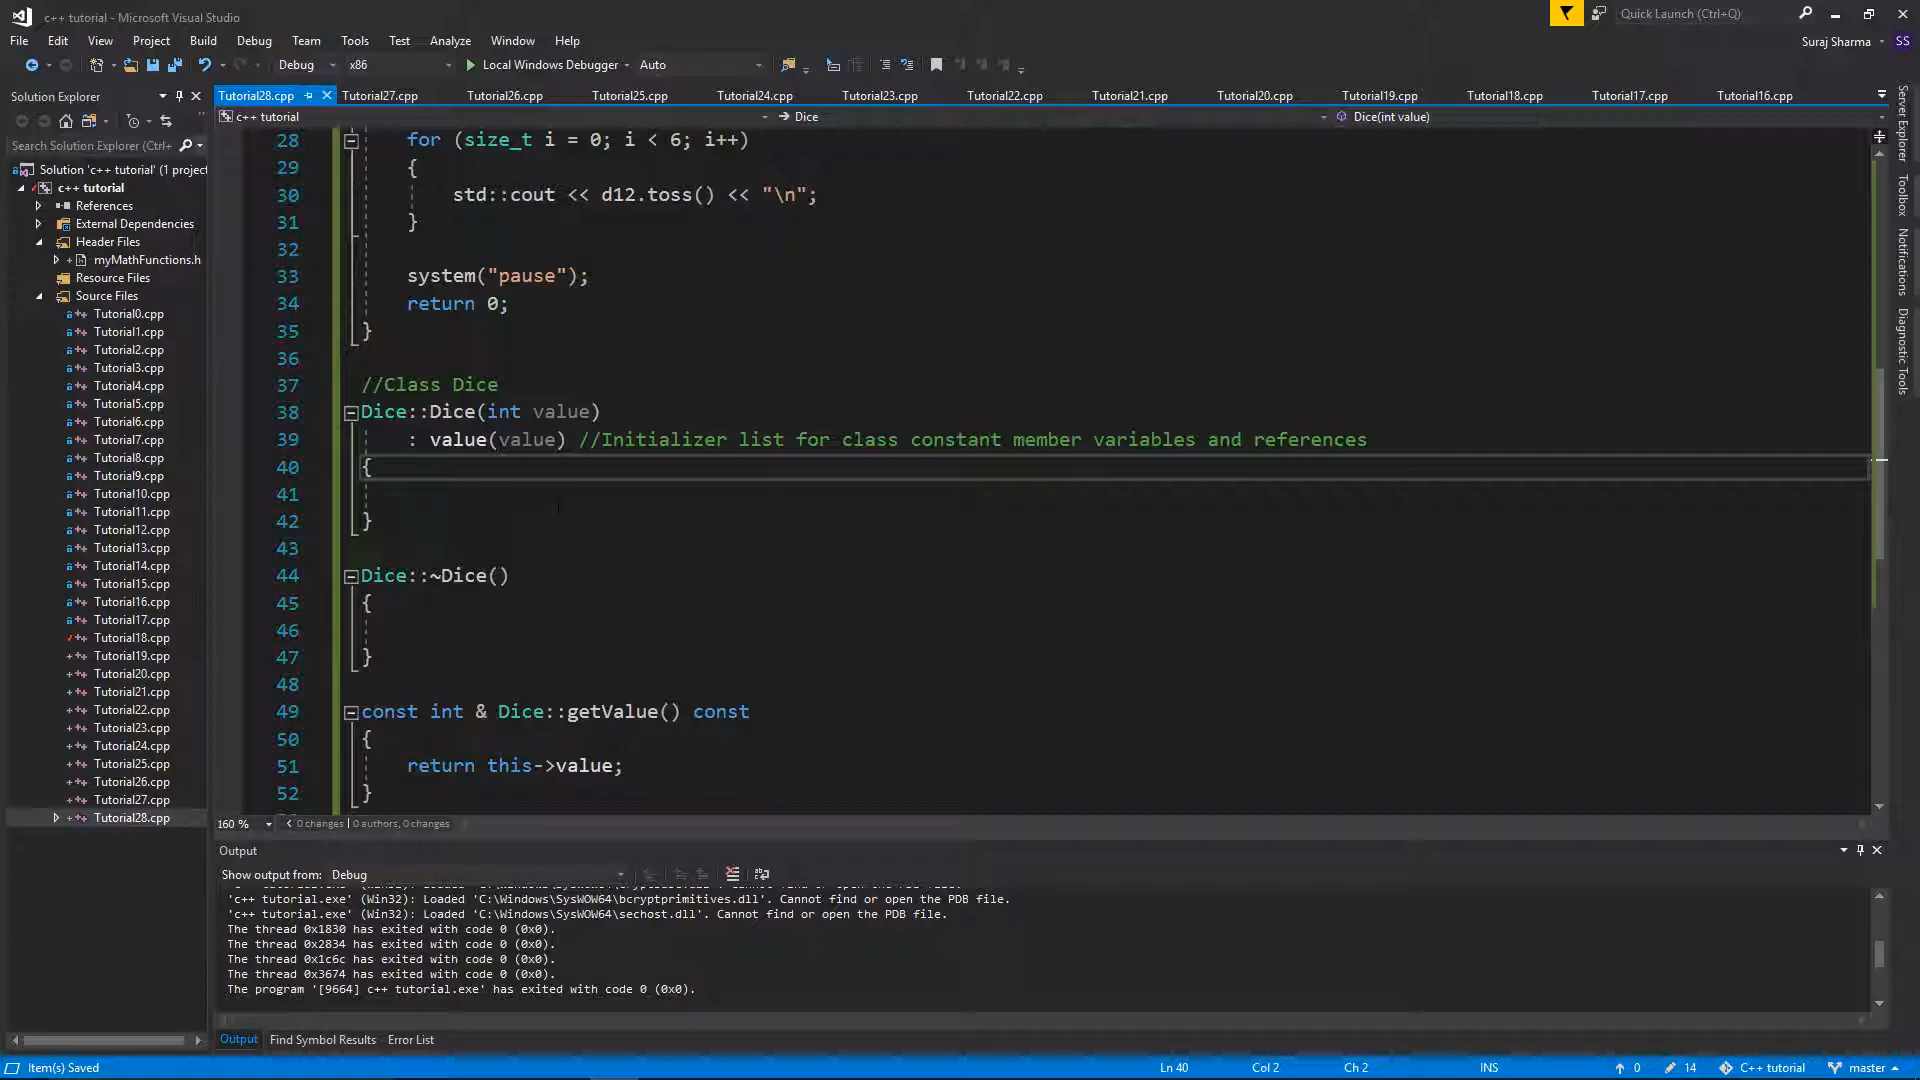 c++ tutorial - Microsoft Visual Studio
Quick Launch (Ctrl+Q)
File Edit View Project Build Debug Team Tools Test Analyze Window Help
Suraj Sharma SS
Debug x86 Local Windows Debugger Auto
Solution Explorer
Tutorial28.cpp Tutorial27.cpp Tutorial26.cpp Tutorial25.cpp Tutorial24.cpp Tutorial23.cpp Tutorial22.cpp Tutorial21.cpp Tutorial20.cpp Tutorial19.cpp Tutorial18.cpp Tutorial17.cpp Tutorial16.cpp
c++ tutorial Dice Dice(int value)
Search Solution Explorer (Ctrl+
Solution 'c++ tutorial' (1 project
c++ tutorial
References
External Dependencies
Header Files
myMathFunctions.h
Resource Files
Source Files
Tutorial0.cpp
Tutorial1.cpp
Tutorial2.cpp
Tutorial3.cpp
Tutorial4.cpp
Tutorial5.cpp
Tutorial6.cpp
Tutorial7.cpp
Tutorial8.cpp
Tutorial9.cpp
Tutorial10.cpp
Tutorial11.cpp
Tutorial12.cpp
Tutorial13.cpp
Tutorial14.cpp
Tutorial15.cpp
Tutorial16.cpp
Tutorial17.cpp
Tutorial18.cpp
Tutorial19.cpp
Tutorial20.cpp
Tutorial21.cpp
Tutorial22.cpp
Tutorial23.cpp
Tutorial24.cpp
Tutorial25.cpp
Tutorial26.cpp
Tutorial27.cpp
Tutorial28.cpp
28 for (size_t i = 0; i < 6; i++)
29 {
30 std::cout << d12.toss() << "\n";
31 }
32
33 system("pause");
34 return 0;
35 }
36
37 //Class Dice
38 Dice::Dice(int value)
39 : value(value) //Initializer list for class constant member variables and references
40 {
41
42 }
43
44 Dice::~Dice()
45 {
46
47 }
48
49 const int & Dice::getValue() const
50 {
51 return this->value;
52 }
160 % 0 changes | 0 authors, 0 changes
Output
Show output from: Debug
'c++ tutorial.exe' (Win32): Loaded 'C:\Windows\SysWOW64\bcryptprimitives.dll'. Cannot find or open the PDB file.
'c++ tutorial.exe' (Win32): Loaded 'C:\Windows\SysWOW64\sechost.dll'. Cannot find or open the PDB file.
The thread 0x1830 has exited with code 0 (0x0).
The thread 0x2834 has exited with code 0 (0x0).
The thread 0x1c6c has exited with code 0 (0x0).
The thread 0x3674 has exited with code 0 (0x0).
The program '[9664] c++ tutorial.exe' has exited with code 0 (0x0).
Output Find Symbol Results Error List
Item(s) Saved Ln 40 Col 2 Ch 2 INS 0 14 C++ tutorial master
Server Explorer
Toolbox
Notifications
Diagnostic Tools